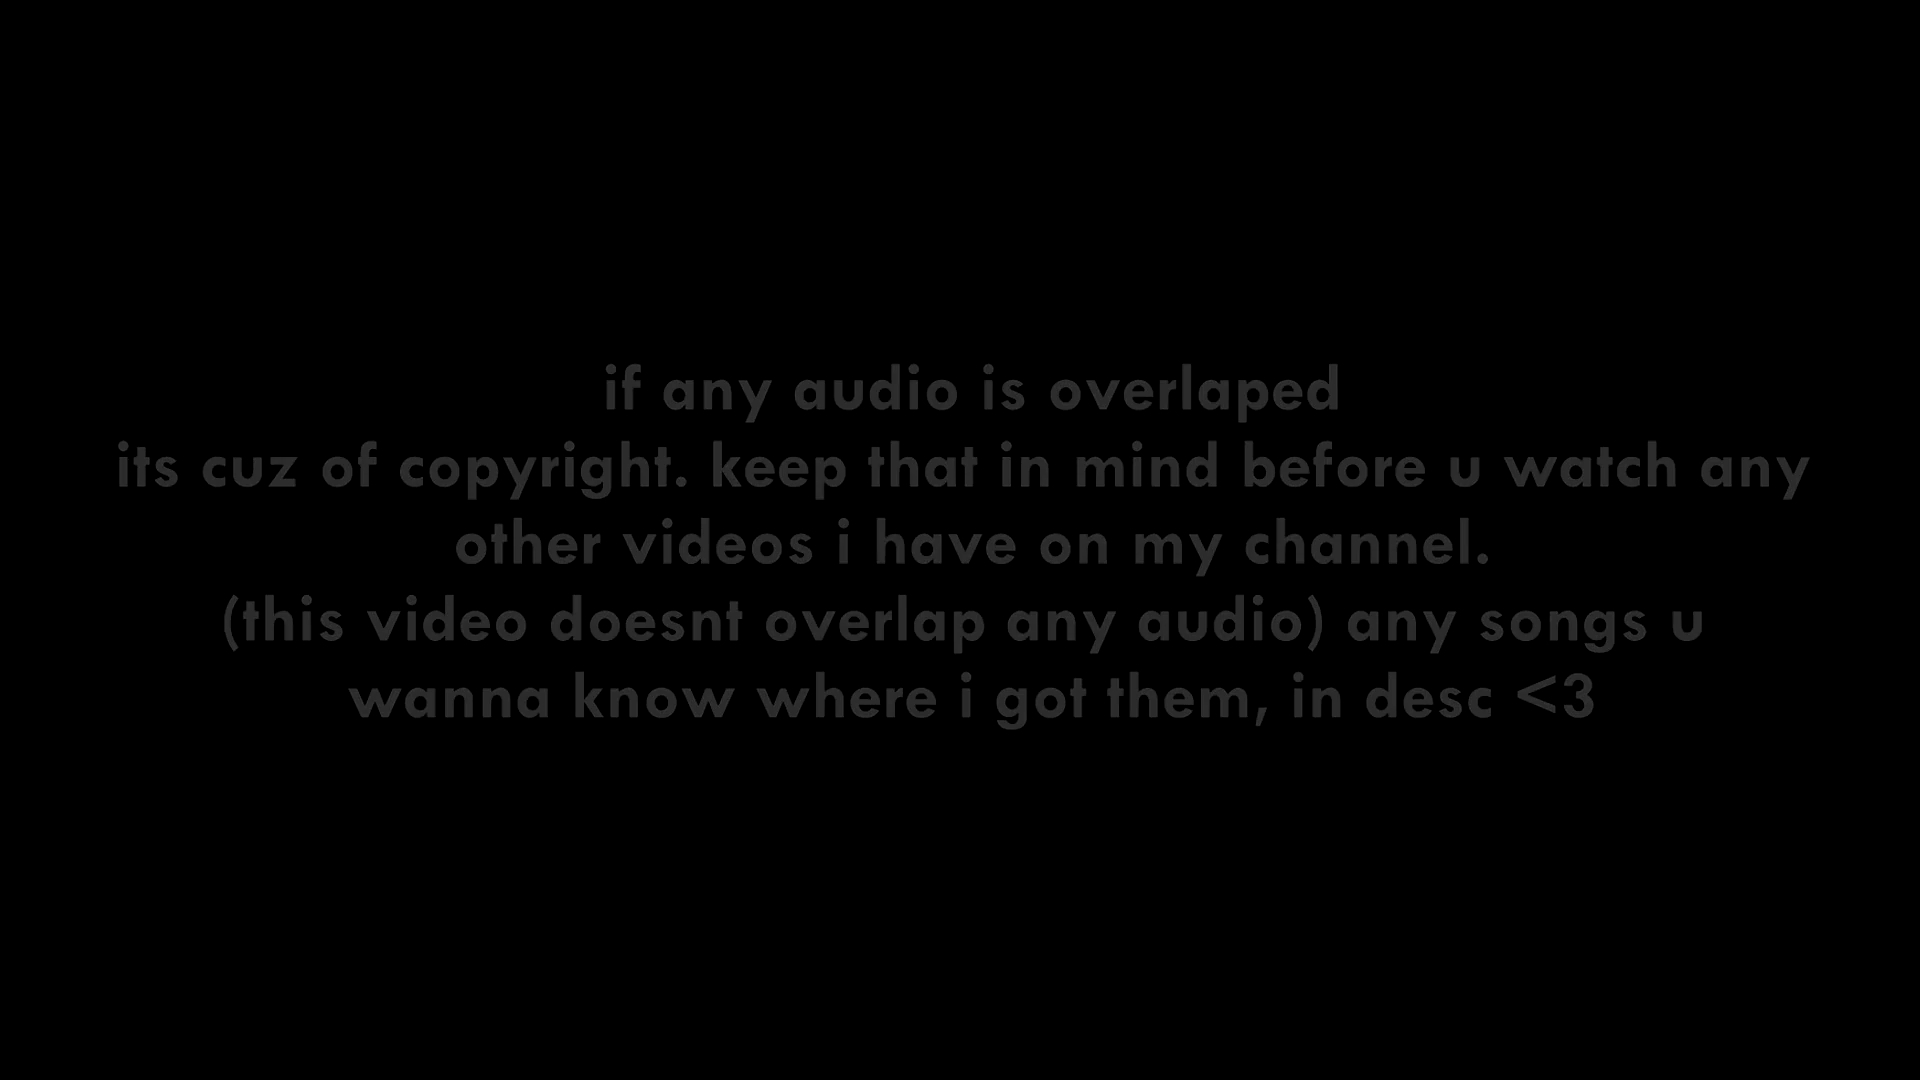 if any audio is overlaped
its cuz of copyright. keep that in mind before u watch any
other videos i have on my channel.
(this video doesnt overlap any audio) any songs u
wanna know where i got them, in desc <3